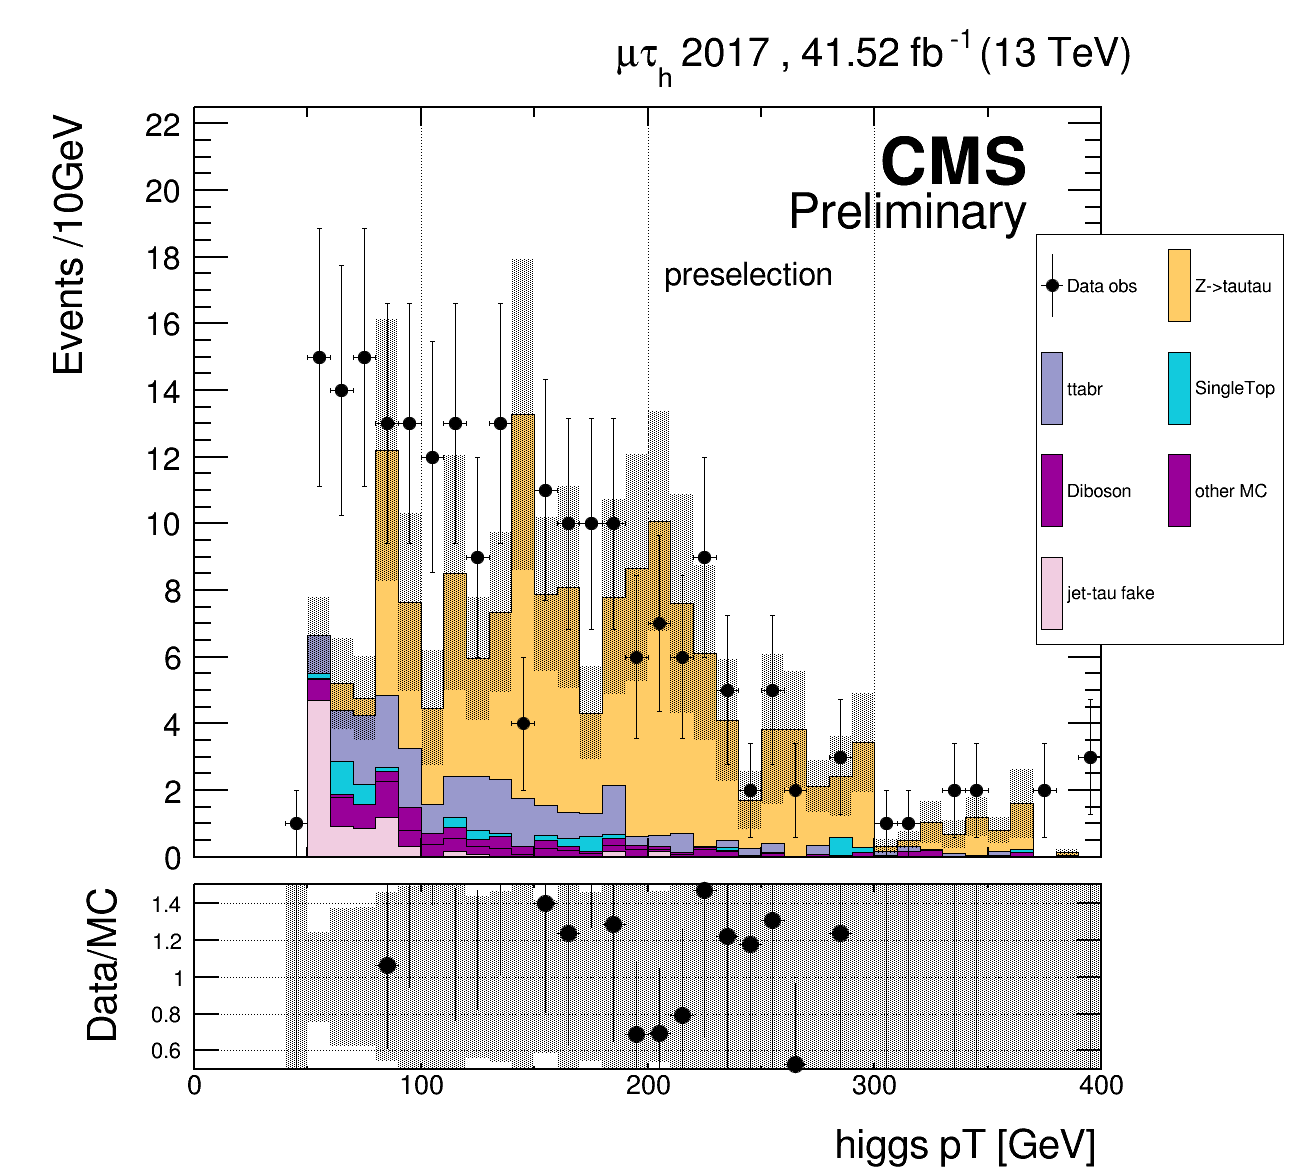 μτh 2017 , 41.52 fb-1 (13 TeV)
Events /10GeV
22
20
18
16
14
12
10
8
6
4
2
0
CMS
Preliminary
preselection
Data obs
Z->tautau
ttabr
SingleTop
Diboson
other MC
jet-tau fake
Data/MC
1.4
1.2
1
0.8
0.6
0 100 200 300 400
higgs pT [GeV]